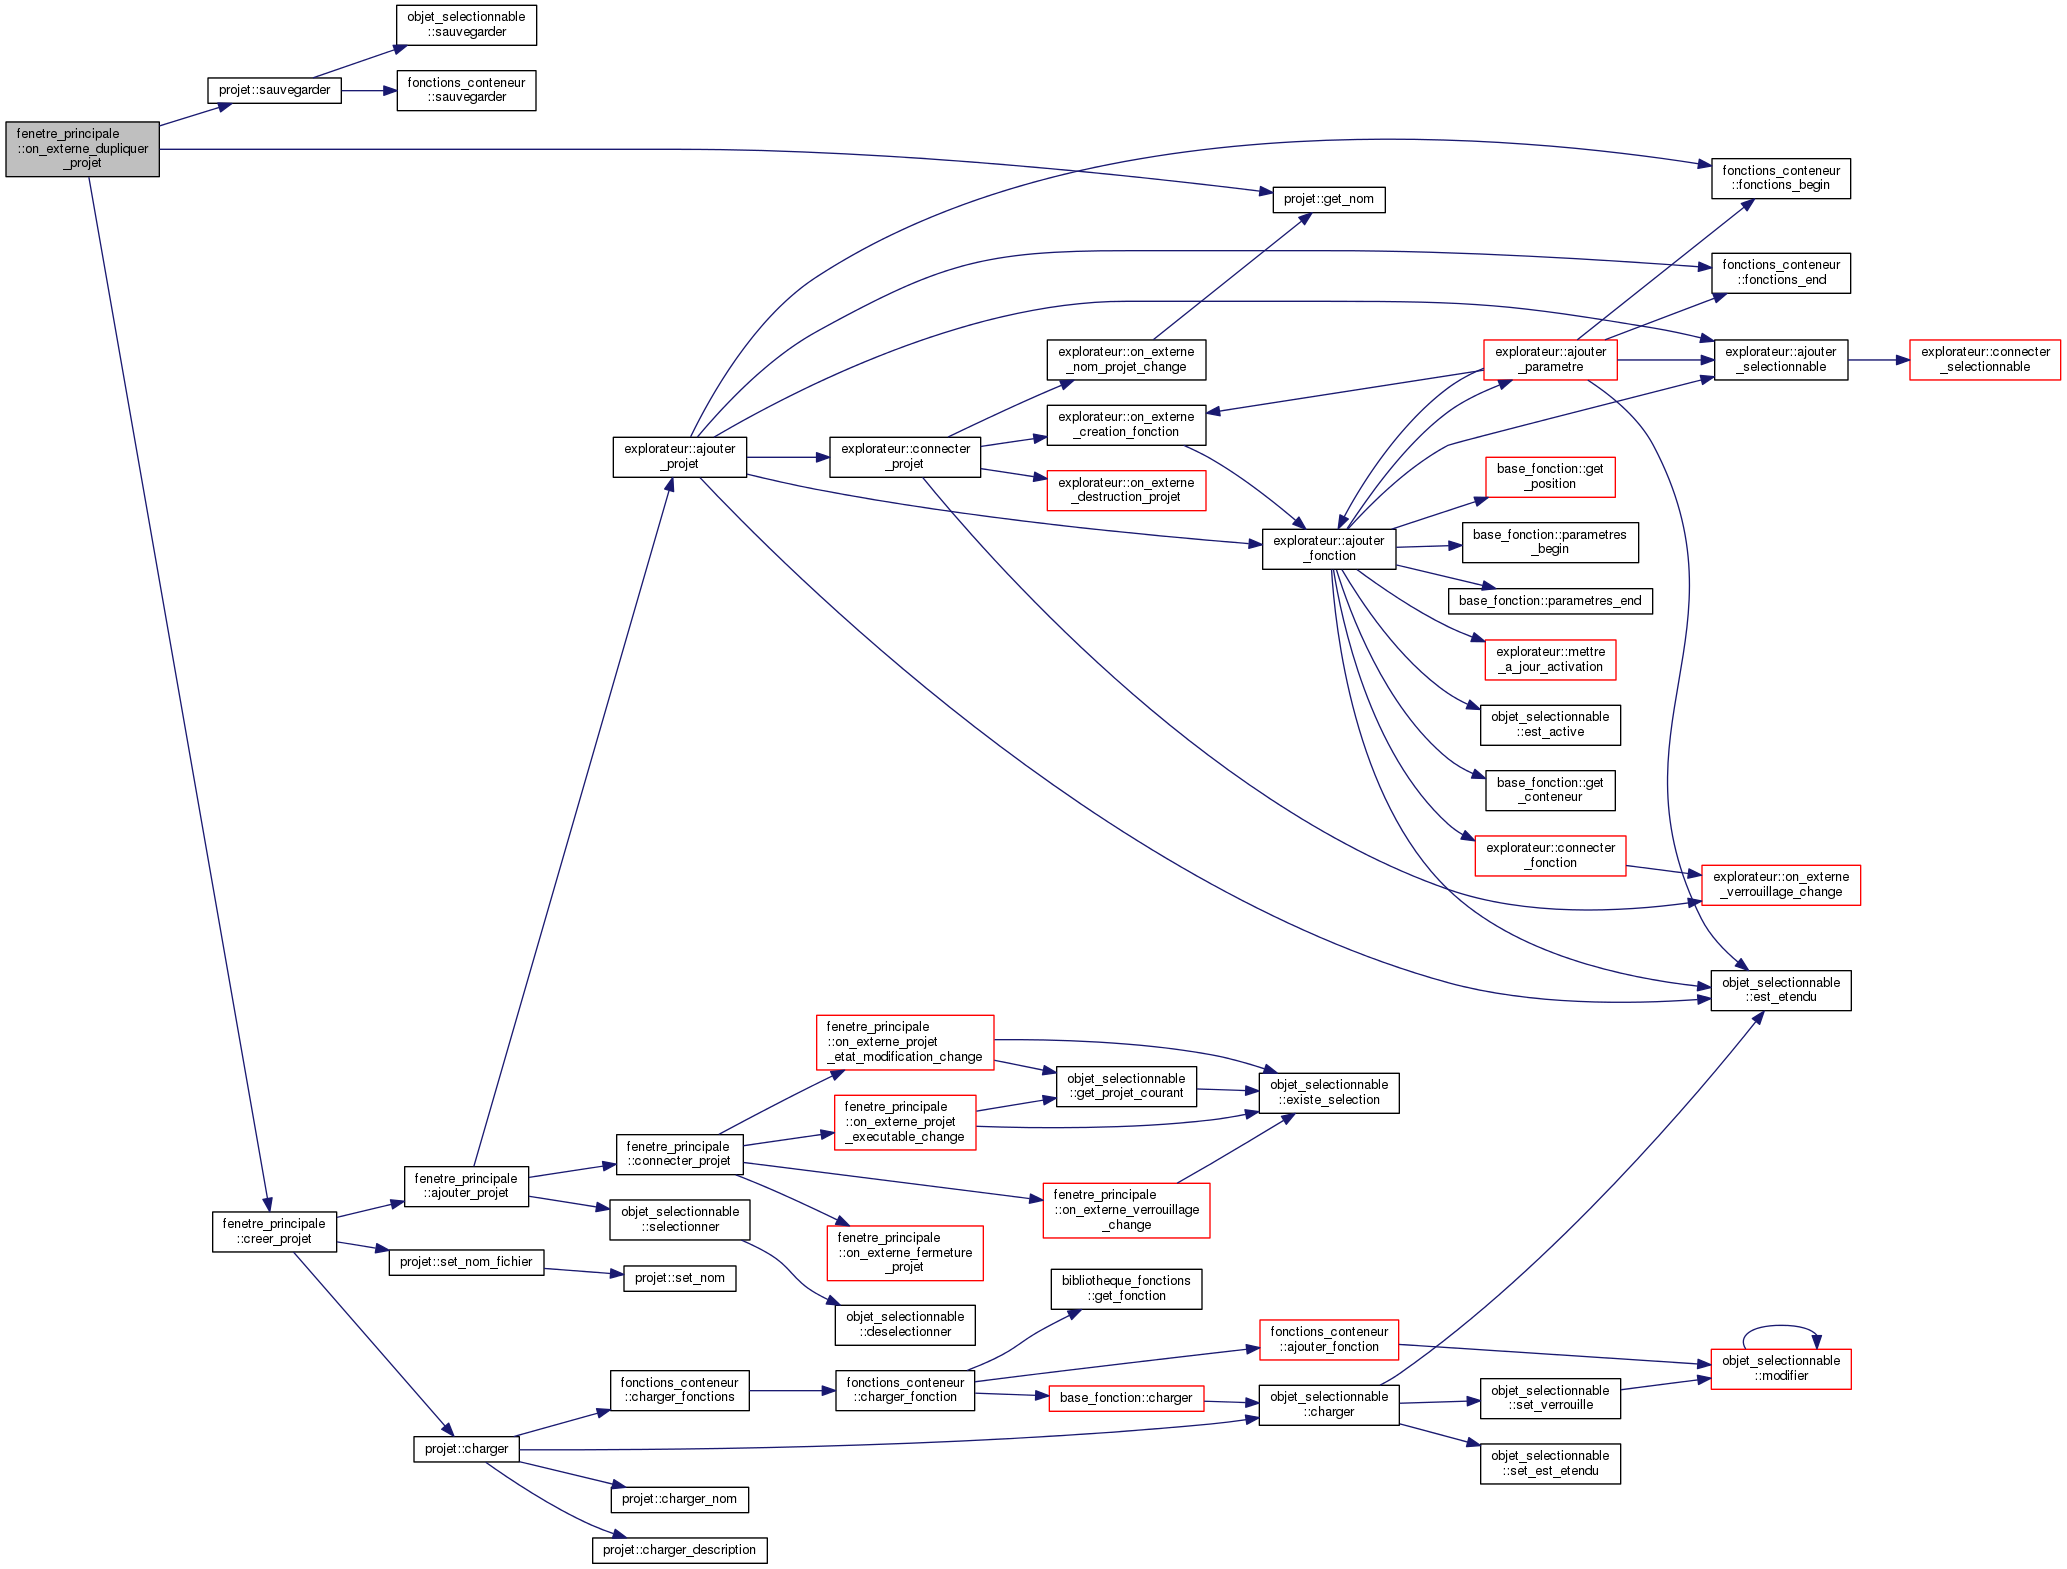 objet_selectionnable
::sauvegarder
projet::sauvegarder
fonctions_conteneur
::sauvegarder
fenetre_principale
::on_externe_dupliquer
_projet
fonctions_conteneur
::fonctions_begin
projet::get_nom
fonctions_conteneur
::fonctions_end
explorateur::on_externe
_nom_projet_change
explorateur::ajouter
_parametre
explorateur::ajouter
_selectionnable
explorateur::connecter
_selectionnable
explorateur::on_externe
_creation_fonction
explorateur::ajouter
_projet
explorateur::connecter
_projet
explorateur::on_externe
_destruction_projet
base_fonction::get
_position
explorateur::ajouter
_fonction
base_fonction::parametres
_begin
base_fonction::parametres_end
explorateur::mettre
_a_jour_activation
objet_selectionnable
::est_active
base_fonction::get
_conteneur
explorateur::connecter
_fonction
explorateur::on_externe
_verrouillage_change
objet_selectionnable
::est_etendu
fenetre_principale
::on_externe_projet
_etat_modification_change
objet_selectionnable
::get_projet_courant
objet_selectionnable
::existe_selection
fenetre_principale
::on_externe_projet
_executable_change
fenetre_principale
::connecter_projet
fenetre_principale
::ajouter_projet
fenetre_principale
::on_externe_verrouillage
_change
objet_selectionnable
::selectionner
fenetre_principale
::creer_projet
fenetre_principale
::on_externe_fermeture
_projet
projet::set_nom_fichier
projet::set_nom
bibliotheque_fonctions
::get_fonction
objet_selectionnable
::deselectionner
fonctions_conteneur
::ajouter_fonction
objet_selectionnable
::modifier
fonctions_conteneur
::charger_fonctions
fonctions_conteneur
::charger_fonction
base_fonction::charger
objet_selectionnable
::charger
objet_selectionnable
::set_verrouille
projet::charger
objet_selectionnable
::set_est_etendu
projet::charger_nom
projet::charger_description